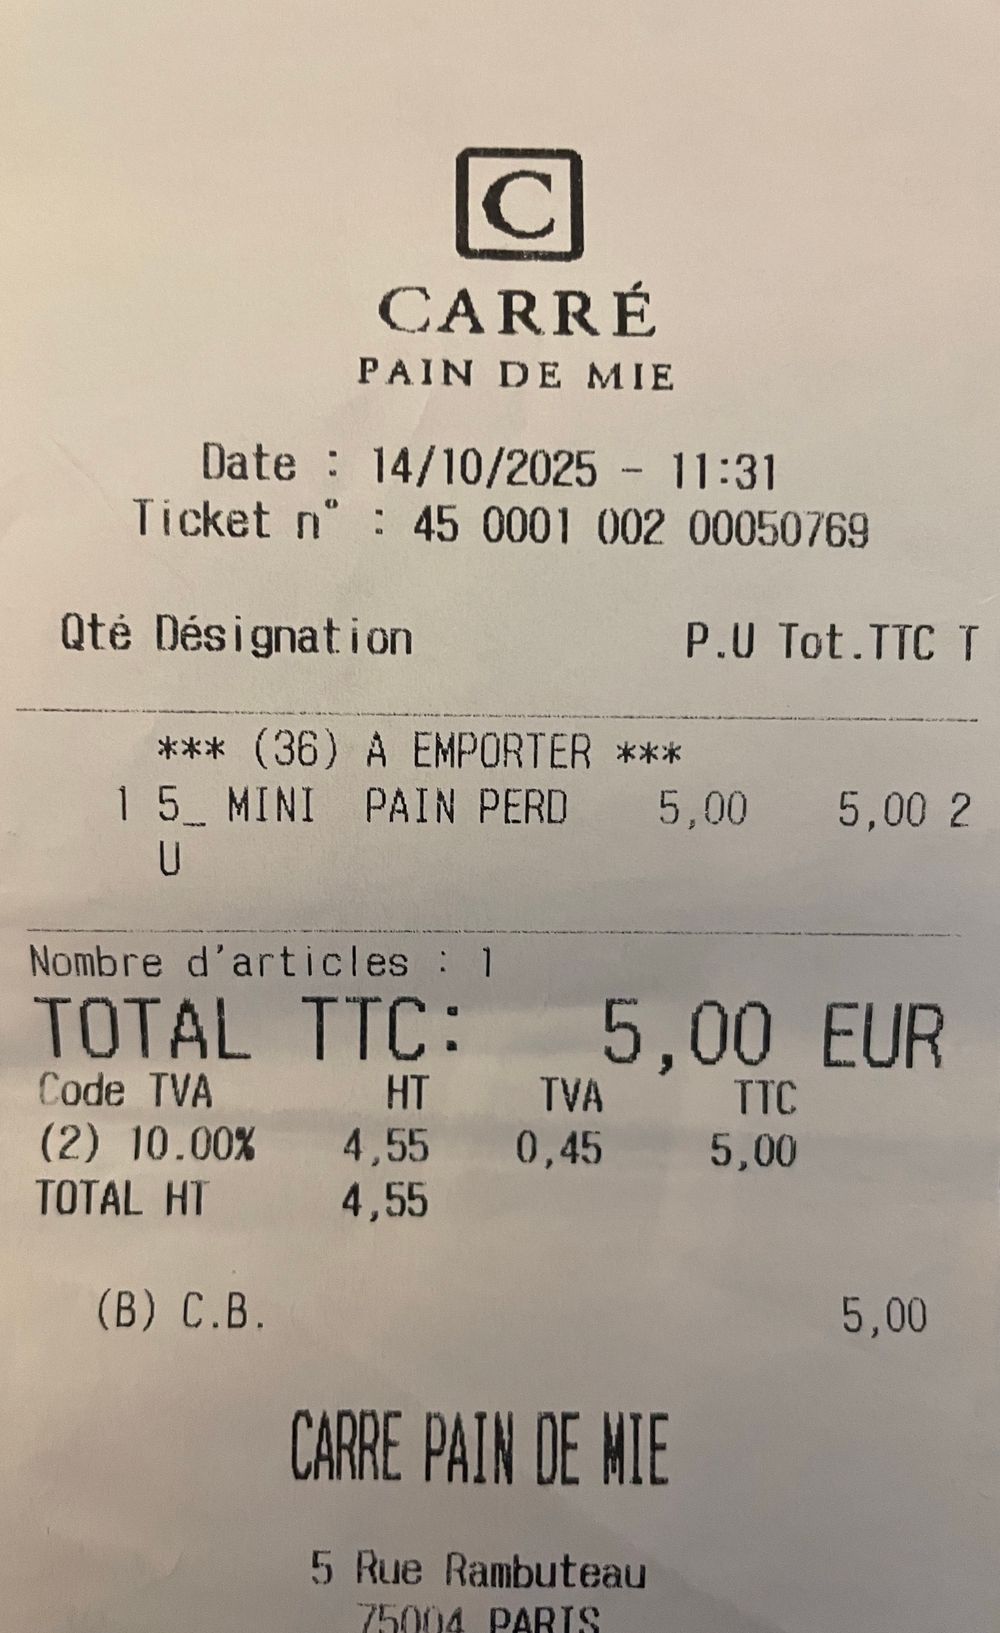 C
CARRÉ
PAIN DE MIE
Date : 14/10/2025 - 11:31
Ticket n° : 45 0001 002 00050769
Qté Désignation P.U Tot.TTC T
*** (36) A EMPORTER ***
1 5_ MINI PAIN PERD 5,00 5,00 2
U
Nombre d'articles : 1
TOTAL TTC: 5,00 EUR
Code TVA HT TVA TTC
(2) 10.00% 4,55 0,45 5,00
TOTAL HT 4,55
(B) C.B. 5,00
CARRE PAIN DE MIE
5 Rue Rambuteau
75004 PARIS